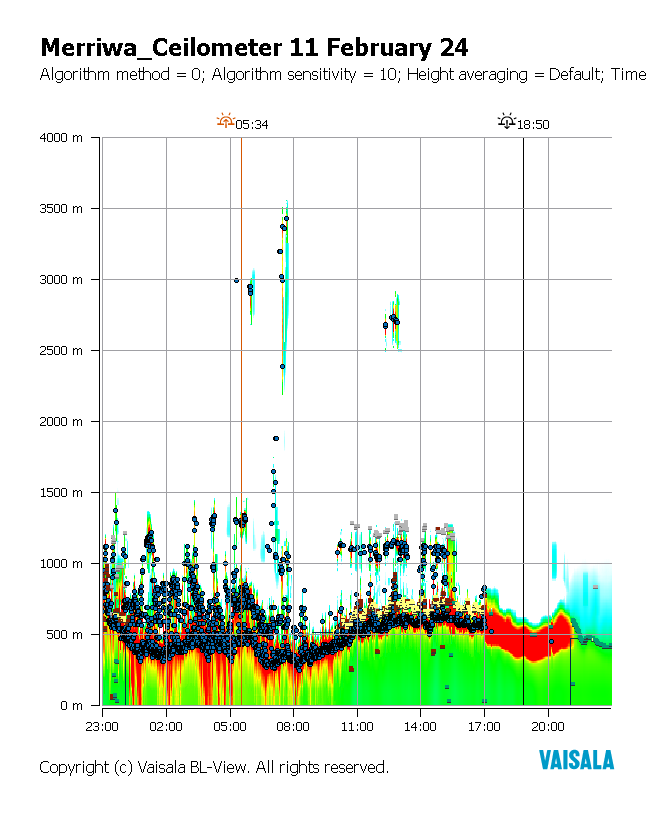 Merriwa_Ceilometer 11 February 24
Algorithm method = 0; Algorithm sensitivity = 10; Height averaging = Default; Time
05:34
18:50
4000 m
3500 m
3000 m
2500 m
2000 m
1500 m
1000 m
500 m
0 m
23:00 02:00 05:00 08:00 11:00 14:00 17:00 20:00
VAISALA
Copyright (c) Vaisala BL-View. All rights reserved.